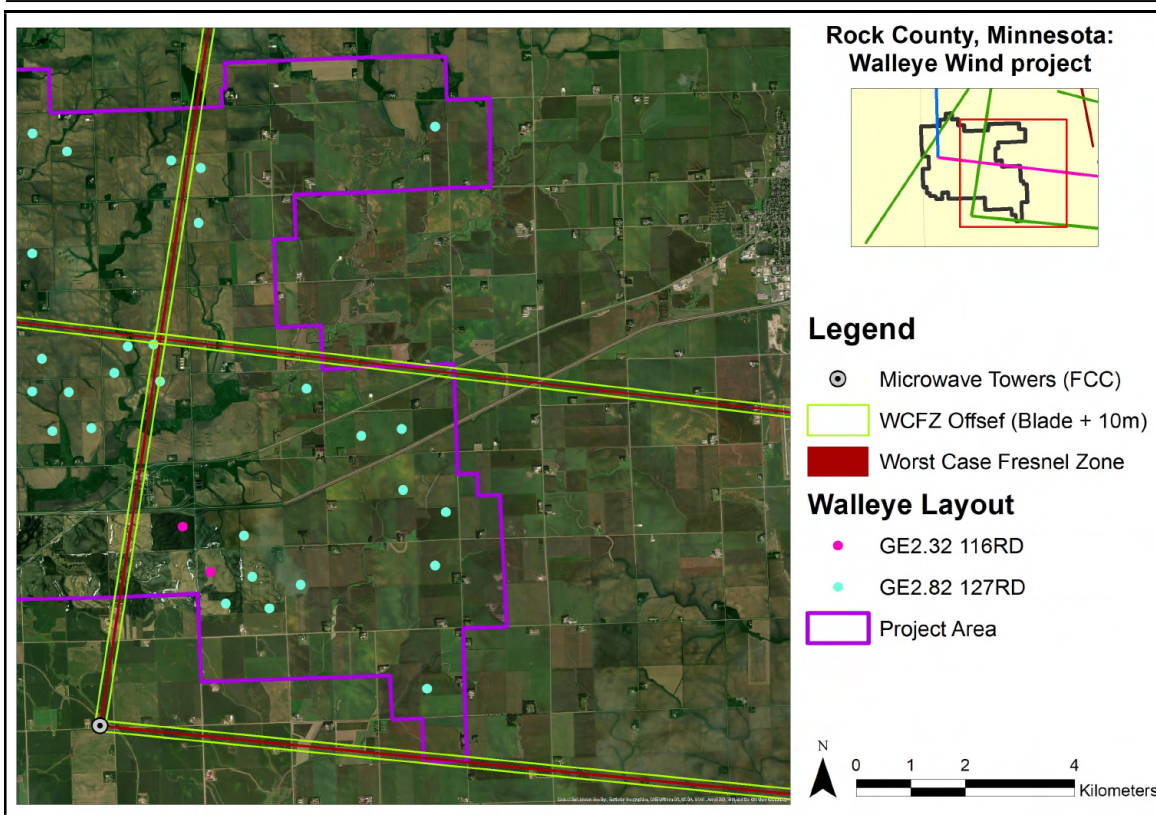 Rock County, Minnesota:
Walleye Wind project
Legend
Microwave Towers (FCC)
WCFZ Offsef (Blade + 10m)
Worst Case Fresnel Zone
Walleye Layout
GE2.32 116RD
GE2.82 127RD
Project Area
N
0 1 2 4
Kilometers